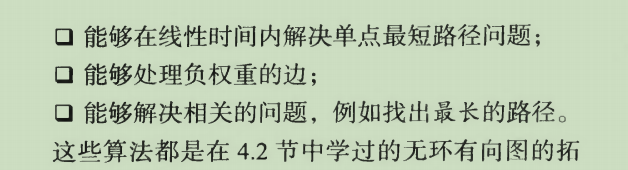 ❑ 能够在线性时间内解决单点最短路径问题；
❑ 能够处理负权重的边；
❑ 能够解决相关的问题，例如找出最长的路径。
这些算法都是在 4.2 节中学过的无环有向图的拓